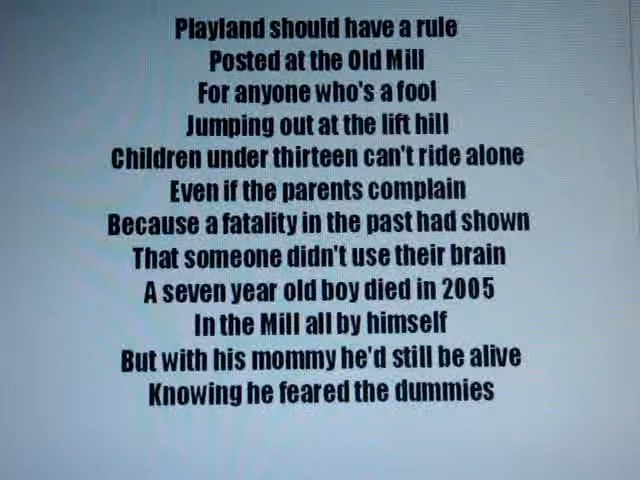 Playland should have a rule
Posted at the Old Mill
For anyone who's a fool
Jumping out at the lift hill
Children under thirteen can't ride alone
Even if the parents complain
Because a fatality in the past had shown
That someone didn't use their brain
A seven year old boy died in 2005
In the Mill all by himself
But with his mommy he'd still be alive
Knowing he feared the dummies